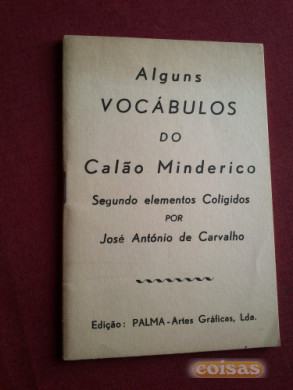 Alguns
VOCÁBULOS
DO
Calão Minderico
Segundo elementos Coligidos
POR
José António de Carvalho
Edição: PALMA-Artes Gráficas, Lda.
coisas